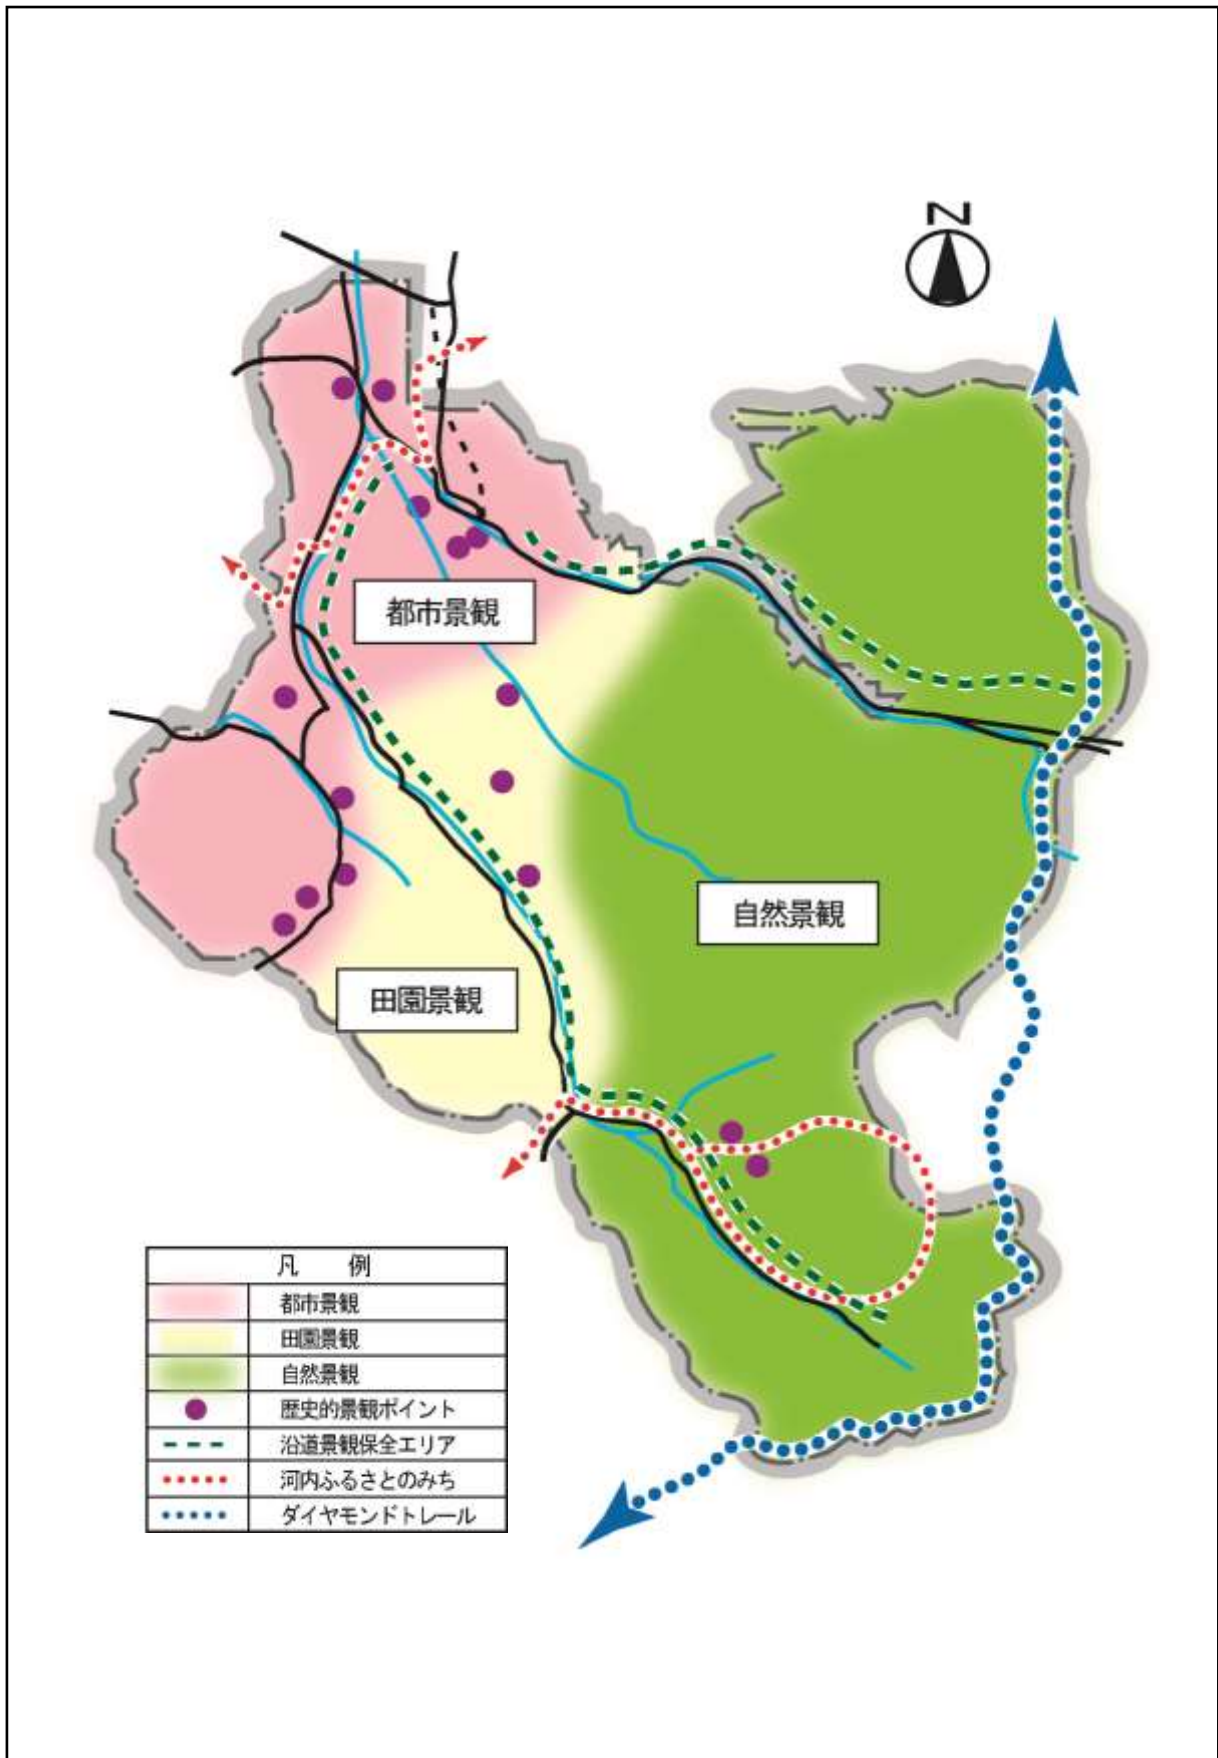 N
都市景観
自然景観
田園景観
凡 例
都市景観
田園景観
自然景観
歴史的景観ポイント
沿道景観保全エリア
河内ふるさとのみち
ダイヤモンドトレール